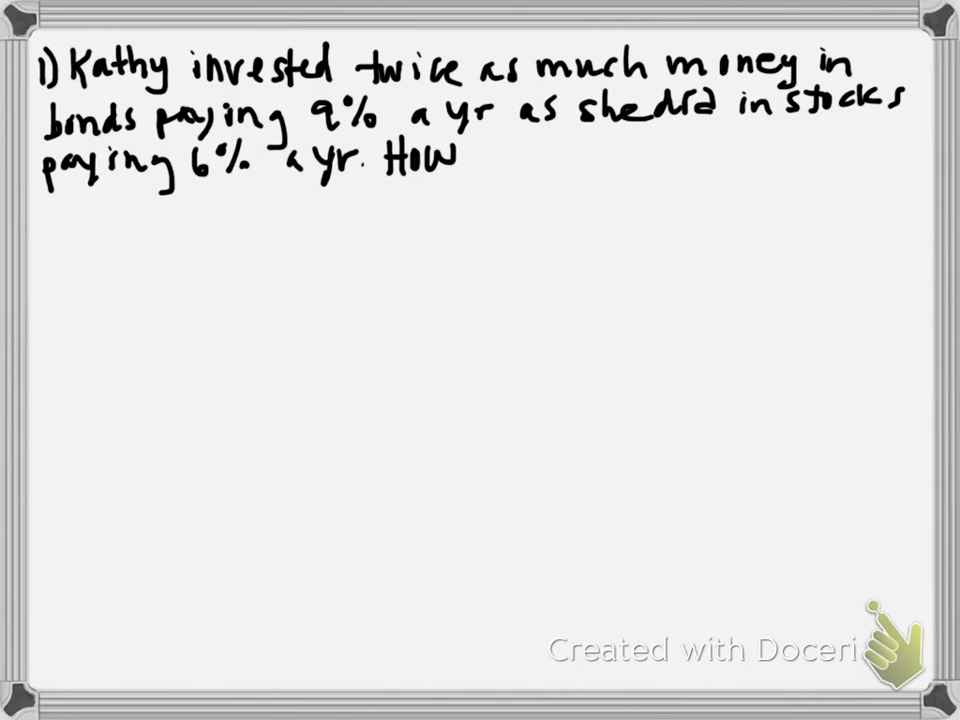 1) Kathy invested twice as much money in
bonds paying 9% a yr as she did in stocks
paying 6% a yr. How
Created with Doceri